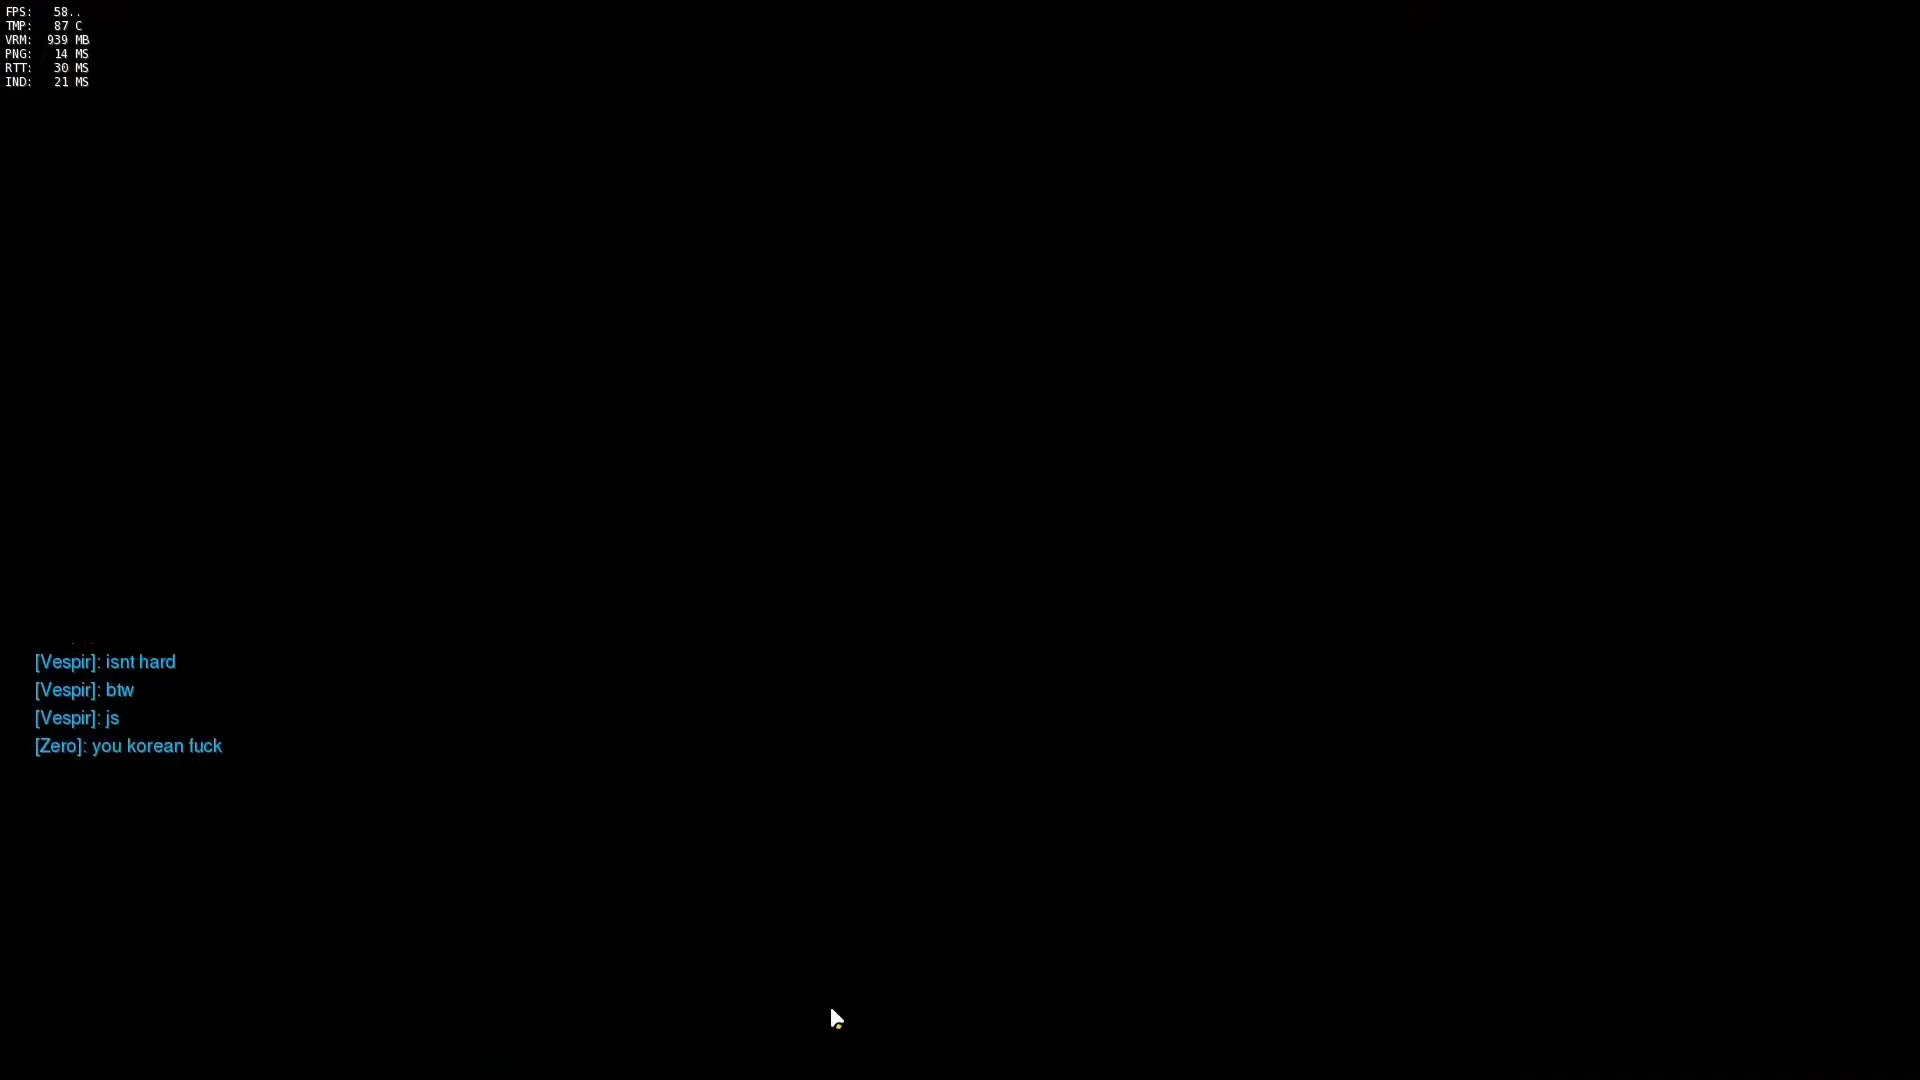 FPS: 58..
TMP: 87 C
VRM: 939 MB
PNG: 14 MS
RTT: 30 MS
IND: 21 MS
[Vespir]: isnt hard
[Vespir]: btw
[Vespir]: js
[Zero]: you korean fuck